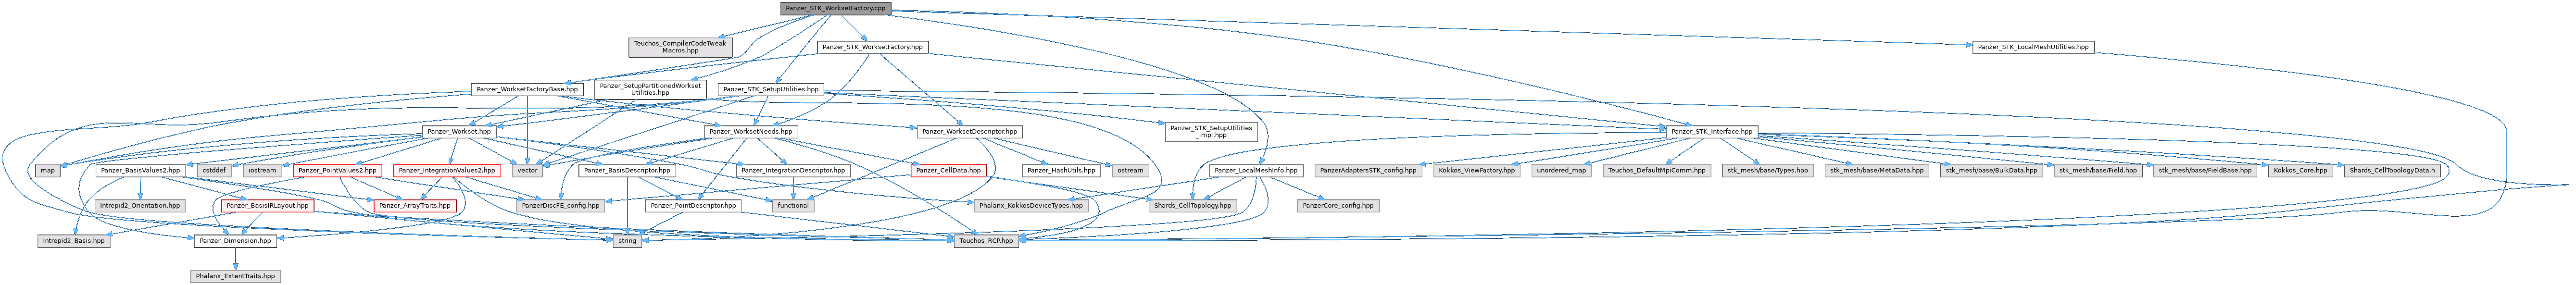 Panzer_STK_WorksetFactory.cpp
Teuchos_CompilerCodeTweak
Macros.hpp
Panzer_STK_WorksetFactory.hpp
Panzer_STK_LocalMeshUtilities.hpp
Panzer_WorksetFactoryBase.hpp
Panzer_SetupPartitionedWorkset
Utilities.hpp
Panzer_STK_SetupUtilities.hpp
Panzer_Workset.hpp
Panzer_WorksetNeeds.hpp
Panzer_WorksetDescriptor.hpp
Panzer_STK_SetupUtilities
_impl.hpp
Panzer_STK_Interface.hpp
map
Panzer_BasisValues2.hpp
cstddef
iostream
Panzer_PointValues2.hpp
Panzer_IntegrationValues2.hpp
vector
Panzer_BasisDescriptor.hpp
Panzer_IntegrationDescriptor.hpp
Panzer_CellData.hpp
Panzer_HashUtils.hpp
ostream
Panzer_LocalMeshInfo.hpp
PanzerAdaptersSTK_config.hpp
Kokkos_ViewFactory.hpp
unordered_map
Teuchos_DefaultMpiComm.hpp
stk_mesh/base/Types.hpp
stk_mesh/base/MetaData.hpp
stk_mesh/base/BulkData.hpp
stk_mesh/base/Field.hpp
stk_mesh/base/FieldBase.hpp
Kokkos_Core.hpp
Shards_CellTopologyData.h
Intrepid2_Orientation.hpp
Panzer_BasisIRLayout.hpp
Panzer_ArrayTraits.hpp
PanzerDiscFE_config.hpp
Panzer_PointDescriptor.hpp
functional
Phalanx_KokkosDeviceTypes.hpp
Shards_CellTopology.hpp
PanzerCore_config.hpp
Intrepid2_Basis.hpp
Panzer_Dimension.hpp
string
Teuchos_RCP.hpp
Phalanx_ExtentTraits.hpp